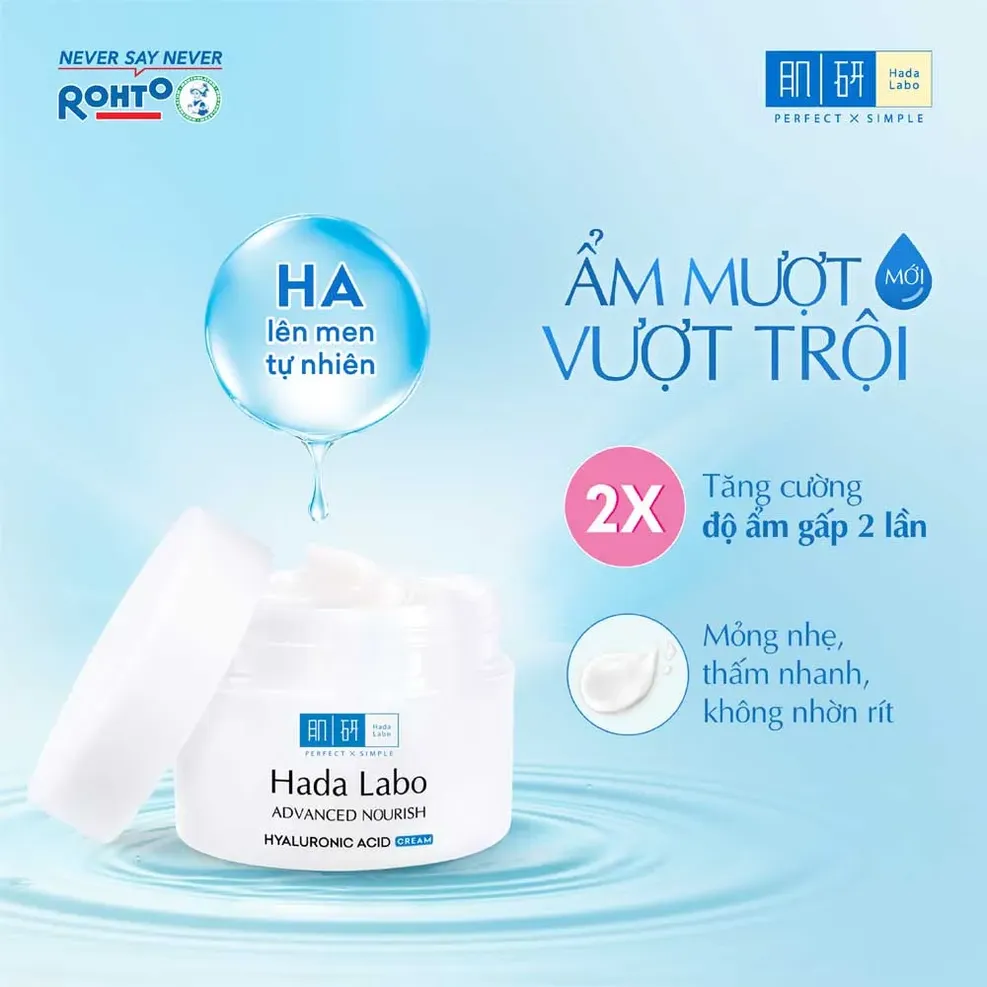 NEVER SAY NEVER
ROHTO
肌研 Hada Labo
PERFECT X SIMPLE
HA
lên men
tự nhiên
ẨM MƯỢT
MỚI
VƯỢT TRỘI
2X
Tăng cường
độ ẩm gấp 2 lần
Mỏng nhẹ,
thấm nhanh,
không nhờn rít
肌研 Hada Labo
PERFECT X SIMPLE
Hada Labo
ADVANCED NOURISH
HYALURONIC ACID CREAM